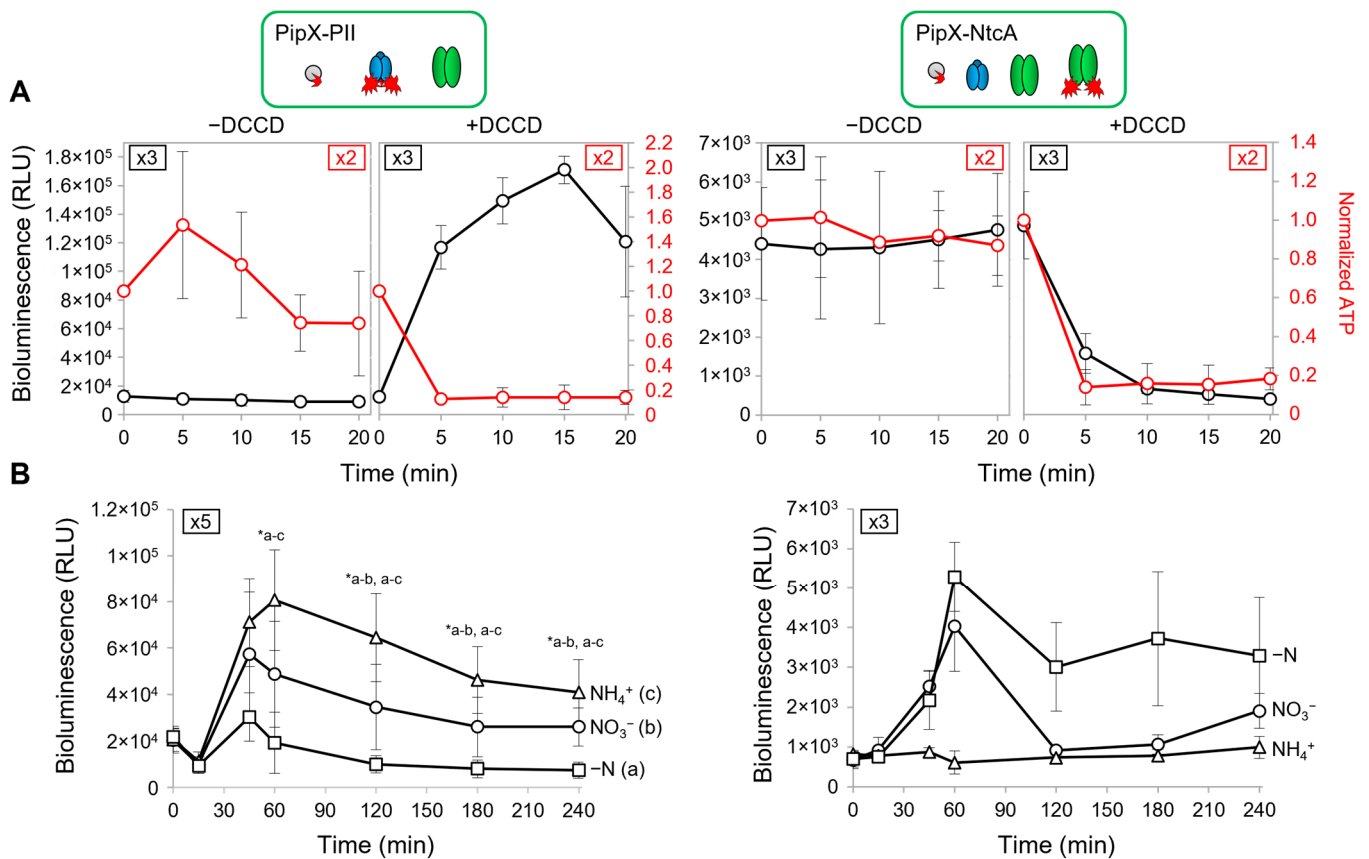 PipX-PII
PipX-NtcA
A
−DCCD
+DCCD
−DCCD
+DCCD
Bioluminescence (RLU)
1.8×10⁵
1.6×10⁵
1.4×10⁵
1.2×10⁵
1×10⁵
8×10⁴
6×10⁴
4×10⁴
2×10⁴
0
x3
x2
x3
x2
2.2
2.0
1.8
1.6
1.4
1.2
1.0
0.8
0.6
0.4
0.2
0
0 5 10 15 20
0 5 10 15 20
Time (min)
Bioluminescence (RLU)
7×10³
6×10³
5×10³
4×10³
3×10³
2×10³
1×10³
0
x3
x2
x3
x2
1.4
1.2
1.0
0.8
0.6
0.4
0.2
0
Normalized ATP
0 5 10 15 20
0 5 10 15 20
Time (min)
B
Bioluminescence (RLU)
1.2×10⁵
1×10⁵
8×10⁴
6×10⁴
4×10⁴
2×10⁴
0
x5
*a-c
*a-b, a-c
*a-b, a-c
*a-b, a-c
NH₄⁺ (c)
NO₃⁻ (b)
−N (a)
0 30 60 90 120 150 180 210 240
Time (min)
Bioluminescence (RLU)
7×10³
6×10³
5×10³
4×10³
3×10³
2×10³
1×10³
0
x3
−N
NO₃⁻
NH₄⁺
0 30 60 90 120 150 180 210 240
Time (min)